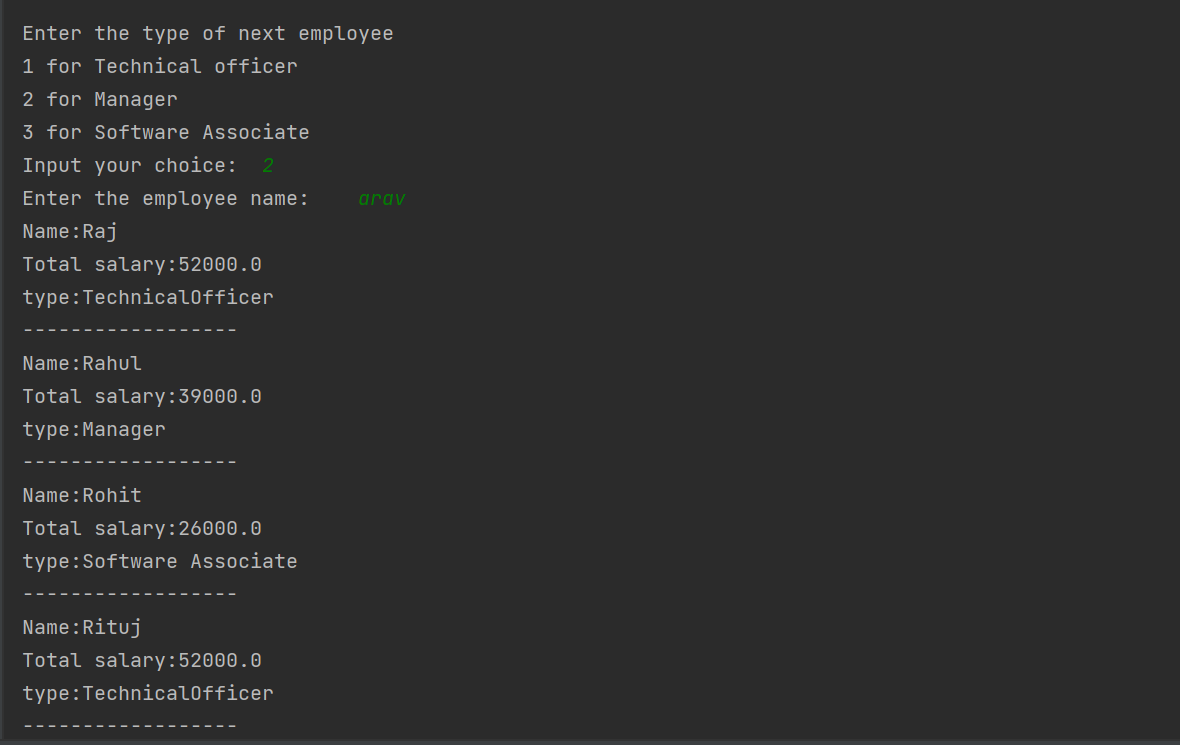 Enter the type of next employee
1 for Technical officer
2 for Manager
3 for Software Associate
Input your choice:  2
Enter the employee name:    arav
Name:Raj
Total salary:52000.0
type:TechnicalOfficer
------------------
Name:Rahul
Total salary:39000.0
type:Manager
------------------
Name:Rohit
Total salary:26000.0
type:Software Associate
------------------
Name:Rituj
Total salary:52000.0
type:TechnicalOfficer
------------------